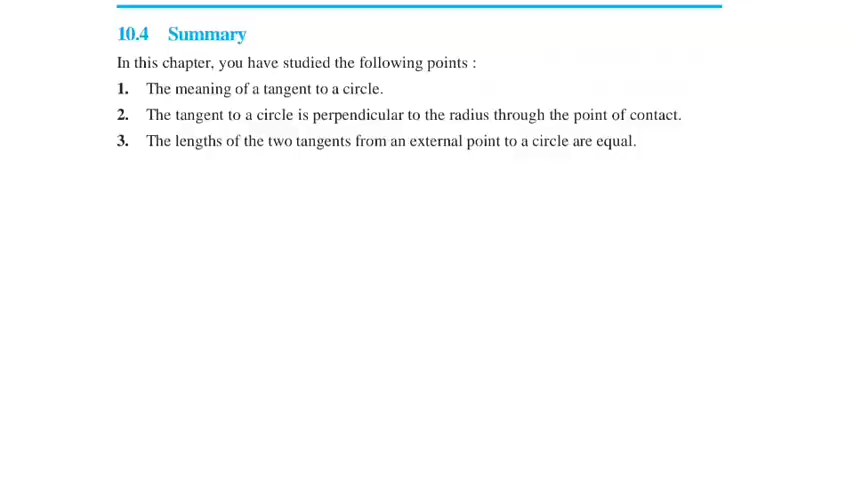 10.4 Summary
In this chapter, you have studied the following points :
1. The meaning of a tangent to a circle.
2. The tangent to a circle is perpendicular to the radius through the point of contact.
3. The lengths of the two tangents from an external point to a circle are equal.